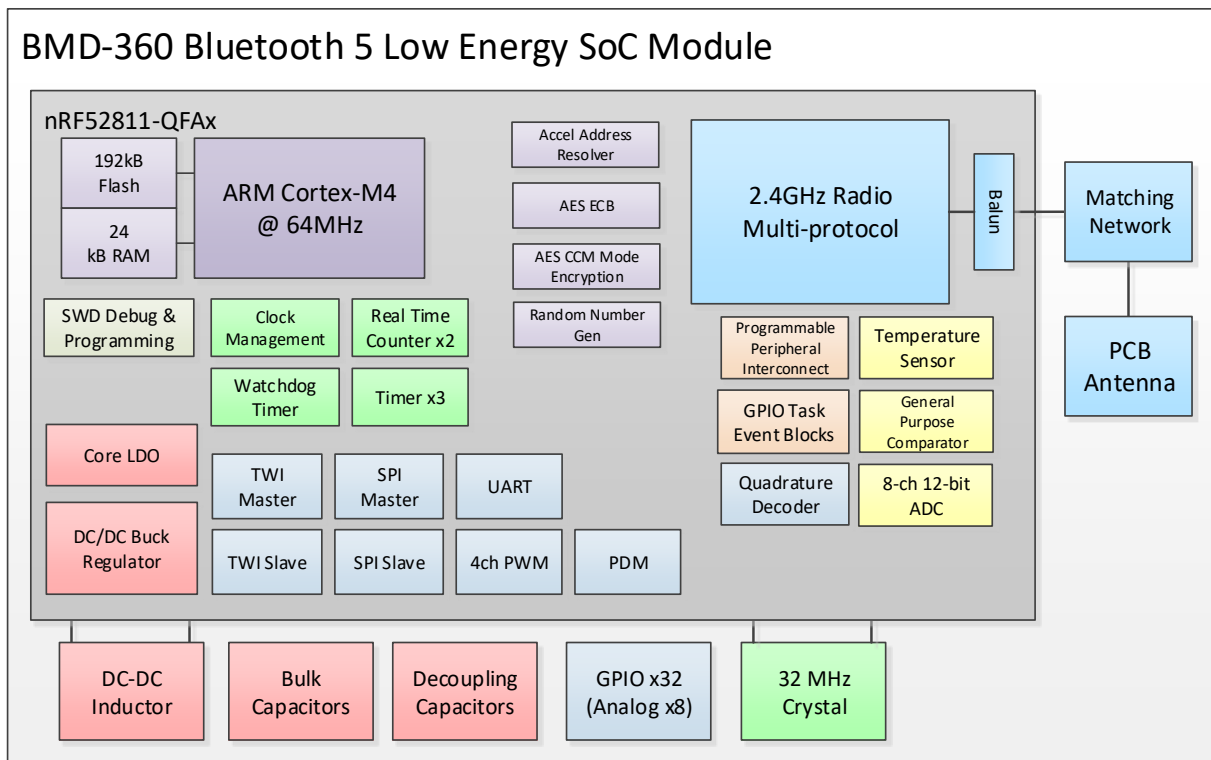 BMD-360 Bluetooth 5 Low Energy SoC Module
nRF52811-QFAx
192kB
Flash
24
kB RAM
ARM Cortex-M4
@ 64MHz
Accel Address
Resolver
AES ECB
AES CCM Mode
Encryption
Random Number
Gen
2.4GHz Radio
Multi-protocol
Balun
Matching
Network
PCB
Antenna
SWD Debug &
Programming
Clock
Management
Real Time
Counter x2
Watchdog
Timer
Timer x3
Programmable
Peripheral
Interconnect
Temperature
Sensor
GPIO Task
Event Blocks
General
Purpose
Comparator
Quadrature
Decoder
8-ch 12-bit
ADC
Core LDO
DC/DC Buck
Regulator
TWI
Master
SPI
Master
UART
TWI Slave
SPI Slave
4ch PWM
PDM
DC-DC
Inductor
Bulk
Capacitors
Decoupling
Capacitors
GPIO x32
(Analog x8)
32 MHz
Crystal